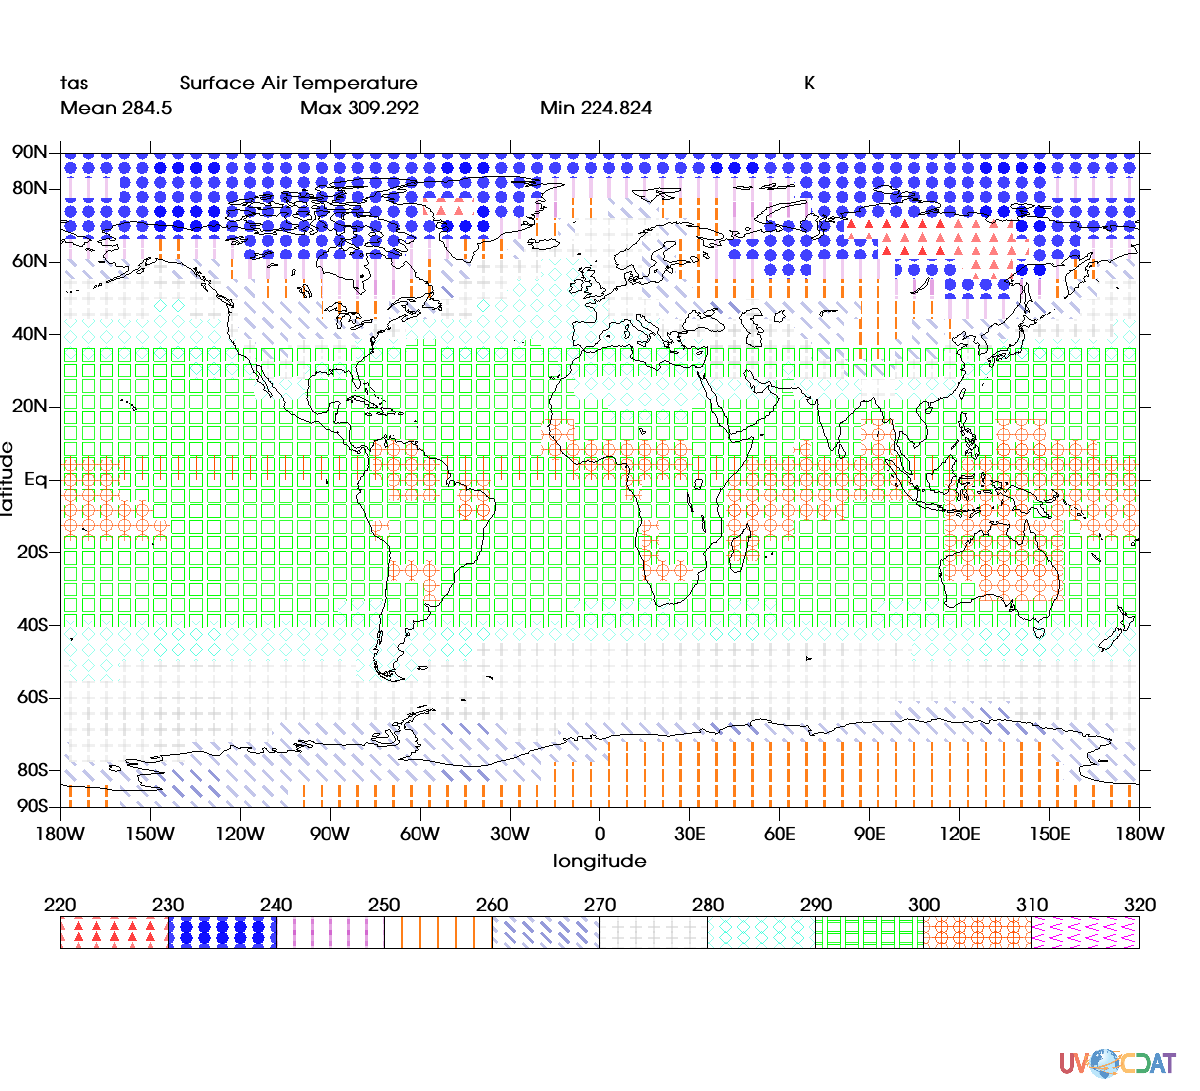 tas Surface Air Temperature K
Mean 284.5 Max 309.292 Min 224.824
90N
80N
60N
40N
20N
Eq
20S
40S
60S
80S
90S
latitude
180W 150W 120W 90W 60W 30W 0 30E 60E 90E 120E 150E 180W
longitude
220 230 240 250 260 270 280 290 300 310 320
UVCDAT